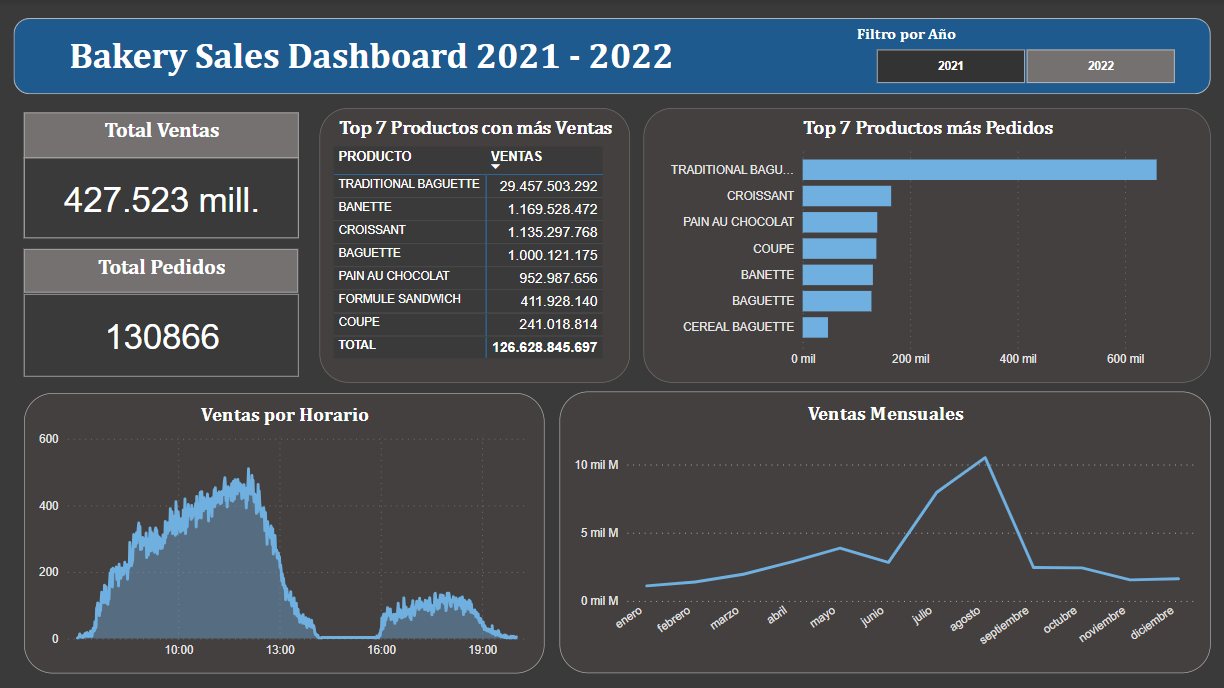 Bakery Sales Dashboard 2021 - 2022
Filtro por Año
2021
2022
Total Ventas
427.523 mill.
Total Pedidos
130866
Top 7 Productos con más Ventas
PRODUCTO VENTAS
TRADITIONAL BAGUETTE 29.457.503.292
BANETTE 1.169.528.472
CROISSANT 1.135.297.768
BAGUETTE 1.000.121.175
PAIN AU CHOCOLAT 952.987.656
FORMULE SANDWICH 411.928.140
COUPE 241.018.814
TOTAL 126.628.845.697
Top 7 Productos más Pedidos
TRADITIONAL BAGU...
CROISSANT
PAIN AU CHOCOLAT
COUPE
BANETTE
BAGUETTE
CEREAL BAGUETTE
0 mil 200 mil 400 mil 600 mil
Ventas por Horario
600
400
200
0
10:00 13:00 16:00 19:00
Ventas Mensuales
10 mil M
5 mil M
0 mil M
enero febrero marzo abril mayo junio julio agosto septiembre octubre noviembre diciembre